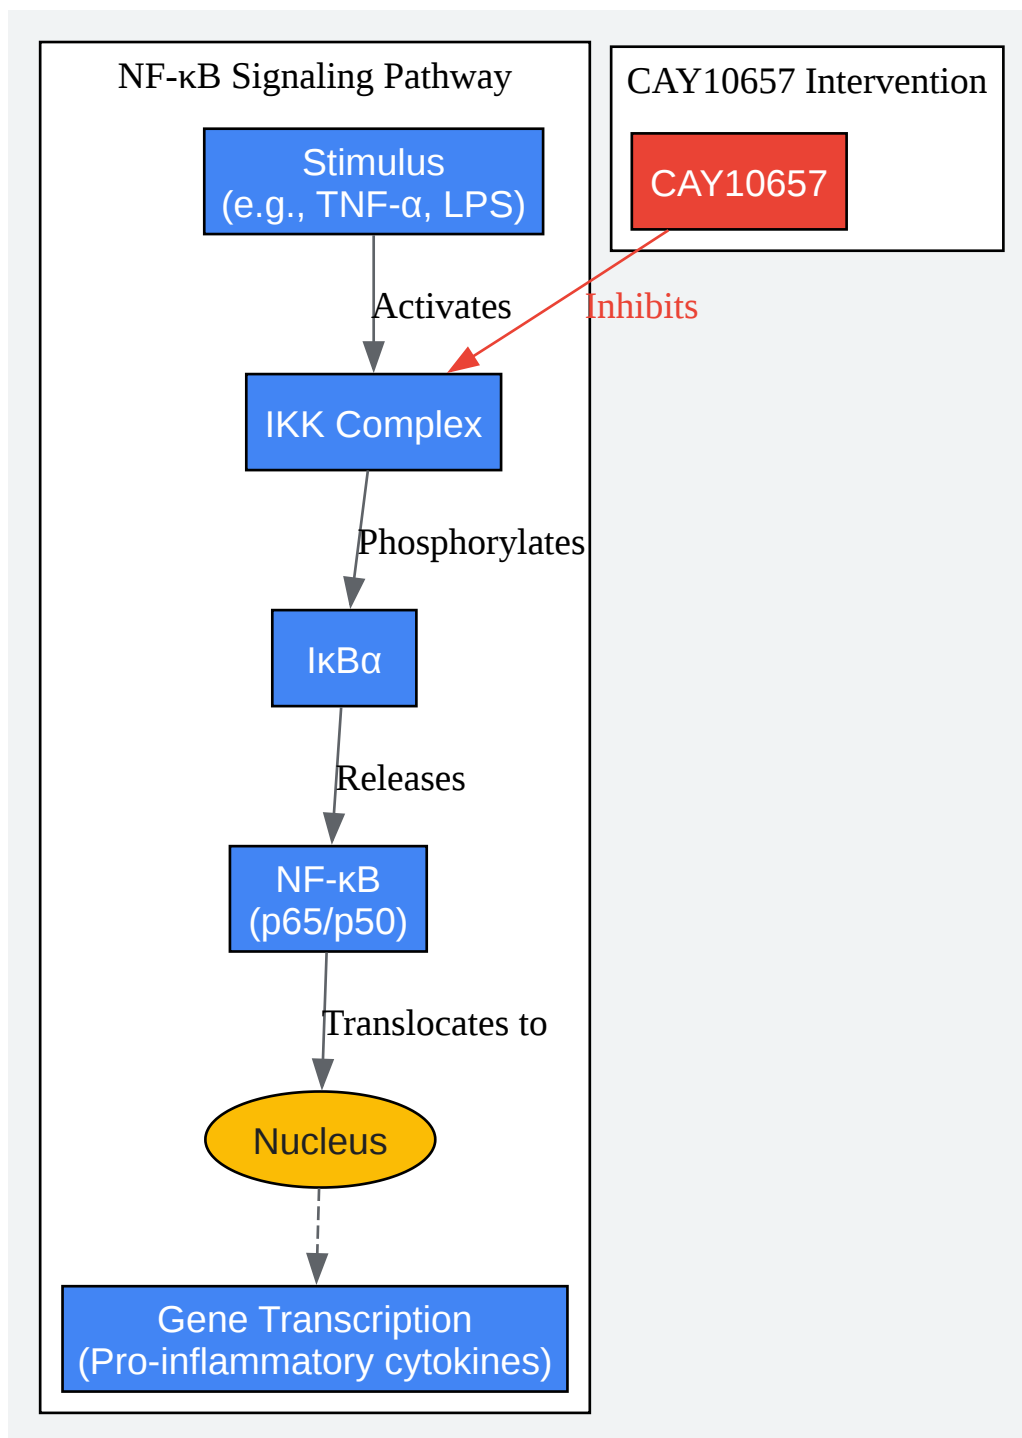 NF-κB Signaling Pathway
CAY10657 Intervention
Stimulus
(e.g., TNF-α, LPS)
CAY10657
Activates
Inhibits
IKK Complex
Phosphorylates
IκBα
Releases
NF-κB
(p65/p50)
Translocates to
Nucleus
Gene Transcription
(Pro-inflammatory cytokines)